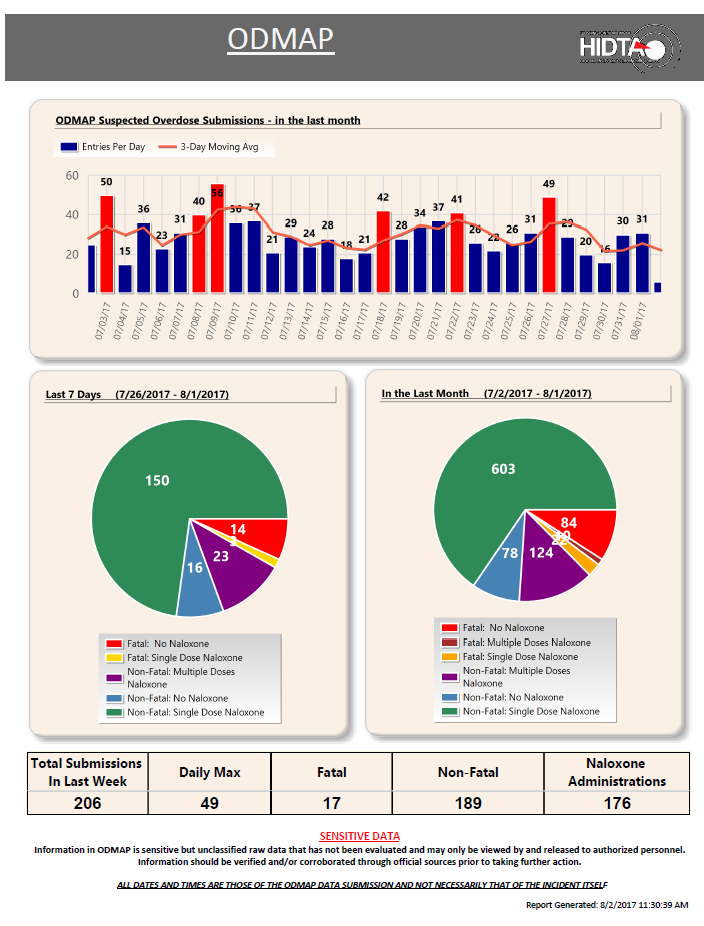 ODMAP
HIDTA
ODMAP Suspected Overdose Submissions - in the last month
Entries Per Day 3-Day Moving Avg
60
40
20
0
50 15 36 23 31 40 56 36 37 21 29 24 28 18 21 42 28 34 37 41 26 22 26 31 49 29 20 16 30 31
07/03/17 07/04/17 07/05/17 07/06/17 07/07/17 07/08/17 07/09/17 07/10/17 07/11/17 07/12/17 07/13/17 07/14/17 07/15/17 07/16/17 07/17/17 07/18/17 07/19/17 07/20/17 07/21/17 07/22/17 07/23/17 07/24/17 07/25/17 07/26/17 07/27/17 07/28/17 07/29/17 07/30/17 07/31/17 08/01/17
Last 7 Days (7/26/2017 - 8/1/2017)
150
14
3
23
16
Fatal: No Naloxone
Fatal: Single Dose Naloxone
Non-Fatal: Multiple Doses
Naloxone
Non-Fatal: No Naloxone
Non-Fatal: Single Dose Naloxone
In the Last Month (7/2/2017 - 8/1/2017)
603
84
124
78
Fatal: No Naloxone
Fatal: Multiple Doses Naloxone
Fatal: Single Dose Naloxone
Non-Fatal: Multiple Doses
Naloxone
Non-Fatal: No Naloxone
Non-Fatal: Single Dose Naloxone
Total Submissions
In Last Week
Daily Max
Fatal
Non-Fatal
Naloxone
Administrations
206 49 17 189 176
SENSITIVE DATA
Information in ODMAP is sensitive but unclassified raw data that has not been evaluated and may only be viewed by and released to authorized personnel.
Information should be verified and/or corroborated through official sources prior to taking further action.
ALL DATES AND TIMES ARE THOSE OF THE ODMAP DATA SUBMISSION AND NOT NECESSARILY THAT OF THE INCIDENT ITSELF
Report Generated: 8/2/2017 11:30:39 AM